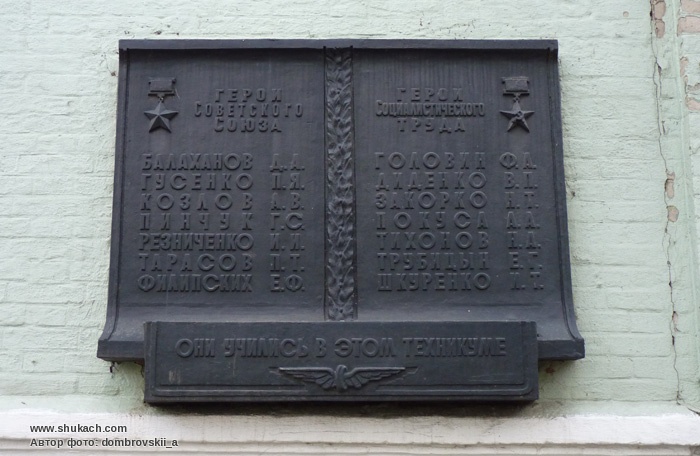 ГЕРОИ
СОВЕТСКОГО
СОЮЗА
БАЛАХАНОВ Д.А.
ГУСЕНКО П.Я.
КОЗЛОВ А.В.
ПИНЧУК Г.С.
РЕЗНИЧЕНКО И.И.
ТАРАСОВ П.Т.
ФИЛИПСКИХ Е.Ф.
ГЕРОИ
СОЦИАЛИСТИЧЕСКОГО
ТРУДА
ГОЛОВИН Ф.А.
ДИДЕНКО В.П.
ЗАКОРКО Н.Т.
ПОКУСА А.А.
ТИХОНОВ Н.А.
ТРУБИЦЫН Е.Г.
ШКУРЕНКО
ОНИ УЧИЛИСЬ В ЭТОМ ТЕХНИКУМЕ
www.shukach.com
Автор фото: dombrovskii_a